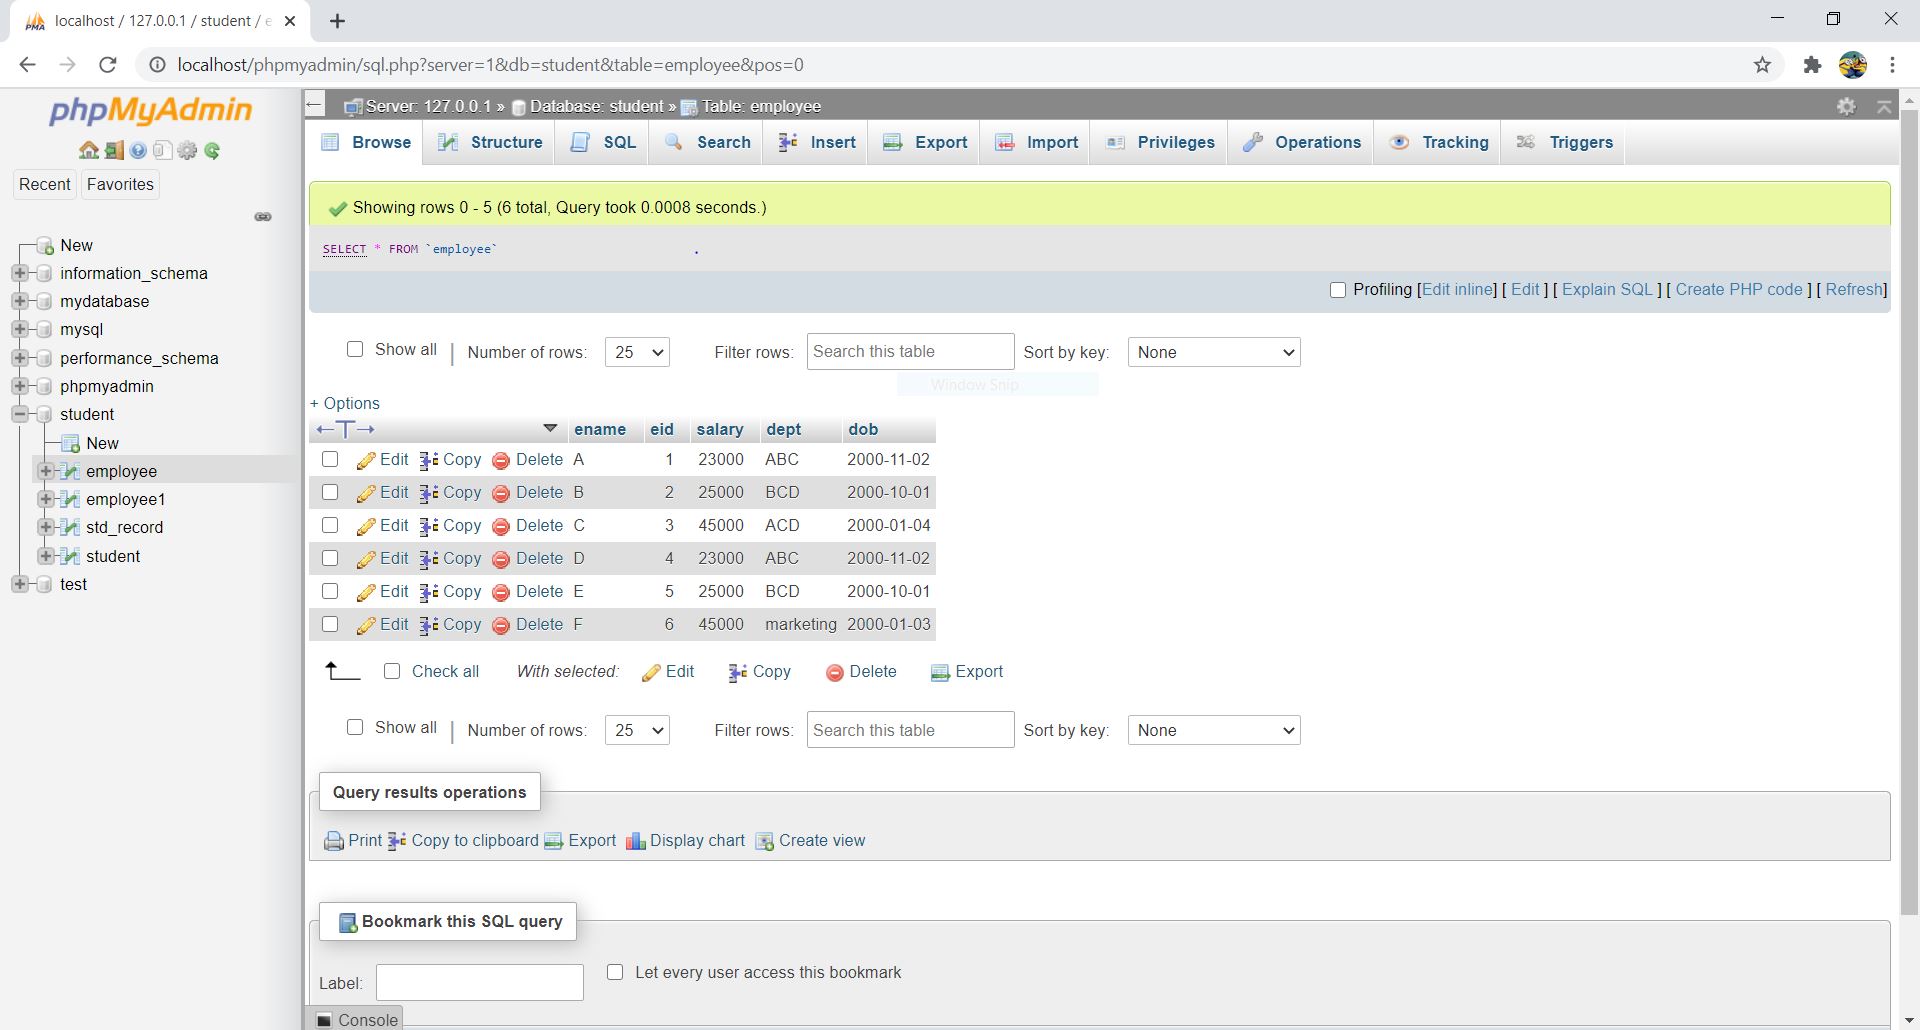 localhost / 127.0.0.1 / student / e
localhost/phpmyadmin/sql.php?server=1&db=student&table=employee&pos=0
phpMyAdmin
Recent Favorites
New
information_schema
mydatabase
mysql
performance_schema
phpmyadmin
student
New
employee
employee1
std_record
student
test
Server: 127.0.0.1 » Database: student » Table: employee
Browse Structure SQL Search Insert Export Import Privileges Operations Tracking Triggers
Showing rows 0 - 5 (6 total, Query took 0.0008 seconds.)
SELECT * FROM `employee` .
Profiling [Edit inline] [ Edit ] [ Explain SQL ] [ Create PHP code ] [ Refresh]
Show all | Number of rows: 25 Filter rows: Search this table Sort by key: None
Window Snip
+ Options
ename eid salary dept dob
Edit Copy Delete A 1 23000 ABC 2000-11-02
Edit Copy Delete B 2 25000 BCD 2000-10-01
Edit Copy Delete C 3 45000 ACD 2000-01-04
Edit Copy Delete D 4 23000 ABC 2000-11-02
Edit Copy Delete E 5 25000 BCD 2000-10-01
Edit Copy Delete F 6 45000 marketing 2000-01-03
Check all With selected: Edit Copy Delete Export
Show all | Number of rows: 25 Filter rows: Search this table Sort by key: None
Query results operations
Print Copy to clipboard Export Display chart Create view
Bookmark this SQL query
Label: Let every user access this bookmark
Console